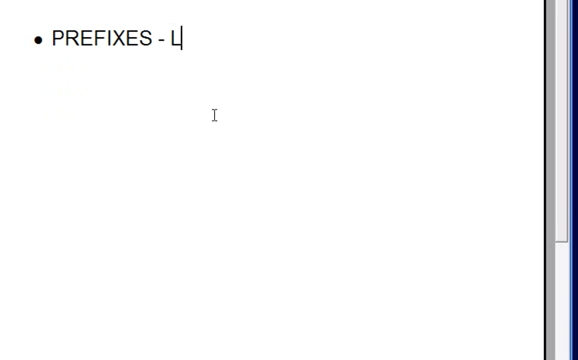 • PREFIXES - L